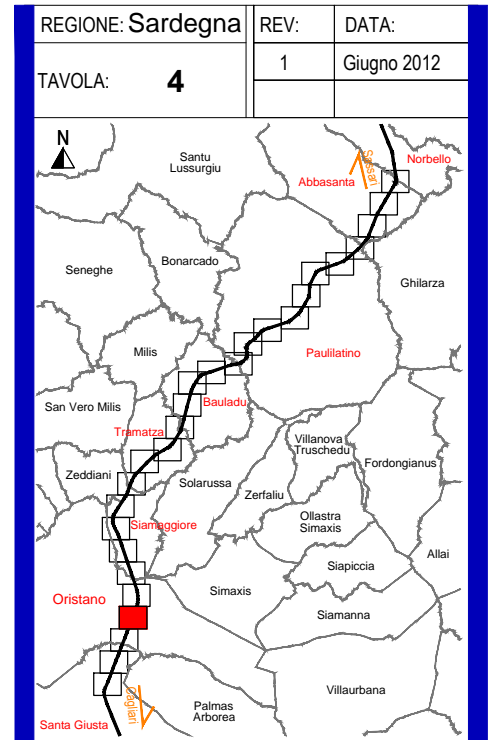 REGIONE: Sardegna
REV:
DATA:
TAVOLA: 4
1
Giugno 2012
N
Santu
Lussurgiu
Sassari
Norbello
Abbasanta
Seneghe
Bonarcado
Ghilarza
Milis
Paulilatino
San Vero Milis
Bauladu
Tramatza
Villanova
Truschedu
Zeddiani
Solarussa
Fordongianus
Zerfaliu
Siamaggiore
Ollastra
Simaxis
Allai
Siapiccia
Oristano
Simaxis
Siamanna
Villaurbana
Cagliari
Palmas
Arborea
Santa Giusta